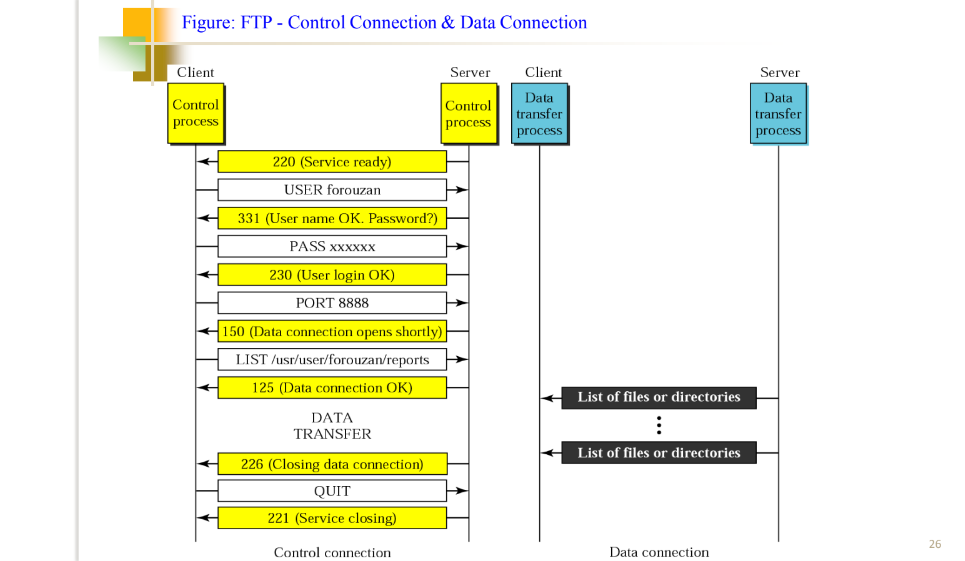 Figure: FTP - Control Connection & Data Connection
Client
Server
Client
Server
Control
process
Control
process
Data
transfer
process
Data
transfer
process
220 (Service ready)
USER forouzan
331 (User name OK. Password?)
PASS xxxxxx
230 (User login OK)
PORT 8888
150 (Data connection opens shortly)
LIST /usr/user/forouzan/reports
125 (Data connection OK)
List of files or directories
DATA
TRANSFER
List of files or directories
226 (Closing data connection)
QUIT
221 (Service closing)
Control connection
Data connection
26